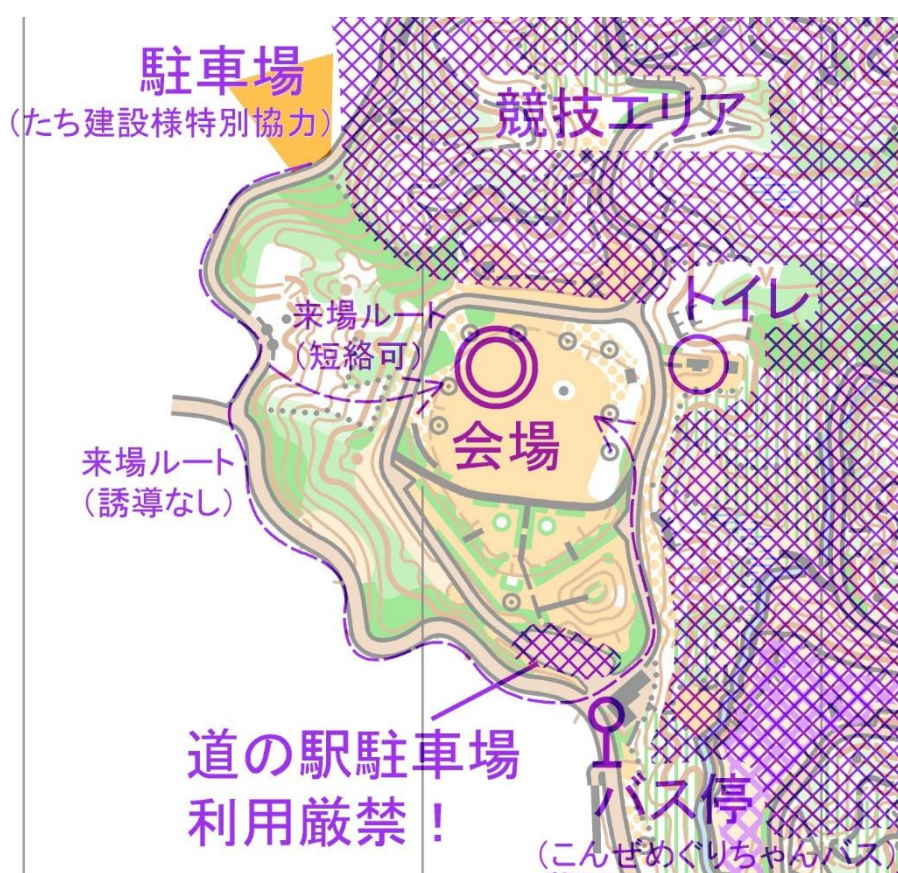 駐車場
(たち建設様特別協力)
競技エリア
トイレ
来場ルート
(短絡可)
会場
来場ルート
(誘導なし)
道の駅駐車場
利用厳禁！
バス停
(こんぜめぐりちゃんバス)